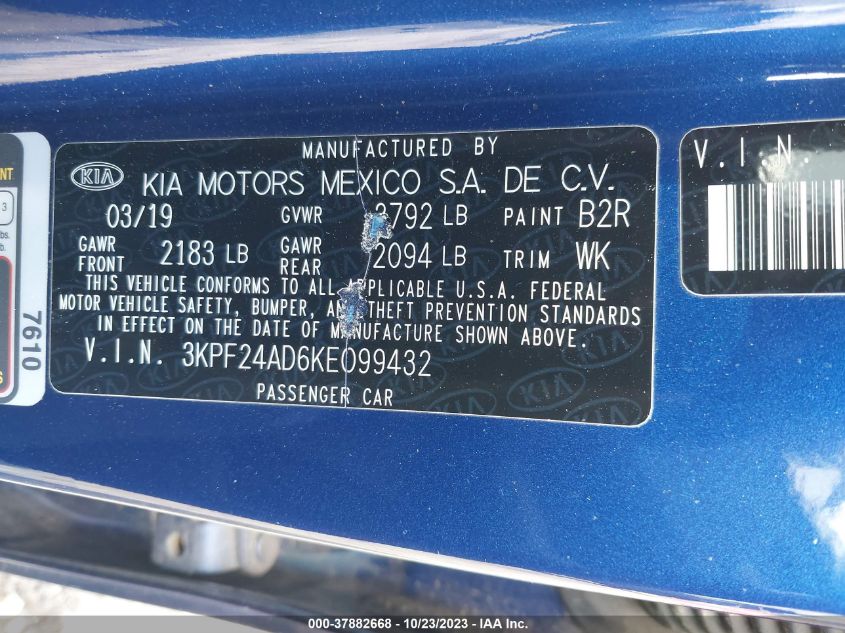 MANUFACTURED BY
KIA KIA MOTORS MEXICO S.A. DE C.V.
03/19 GVWR 3792 LB PAINT B2R
GAWR FRONT 2183 LB GAWR REAR 2094 LB TRIM WK
THIS VEHICLE CONFORMS TO ALL APPLICABLE U.S.A. FEDERAL
MOTOR VEHICLE SAFETY, BUMPER, AND THEFT PREVENTION STANDARDS
IN EFFECT ON THE DATE OF MANUFACTURE SHOWN ABOVE.
V.I.N. 3KPF24AD6KE099432
PASSENGER CAR
V.I.N.
7610
000-37882668 - 10/23/2023 - IAA Inc.